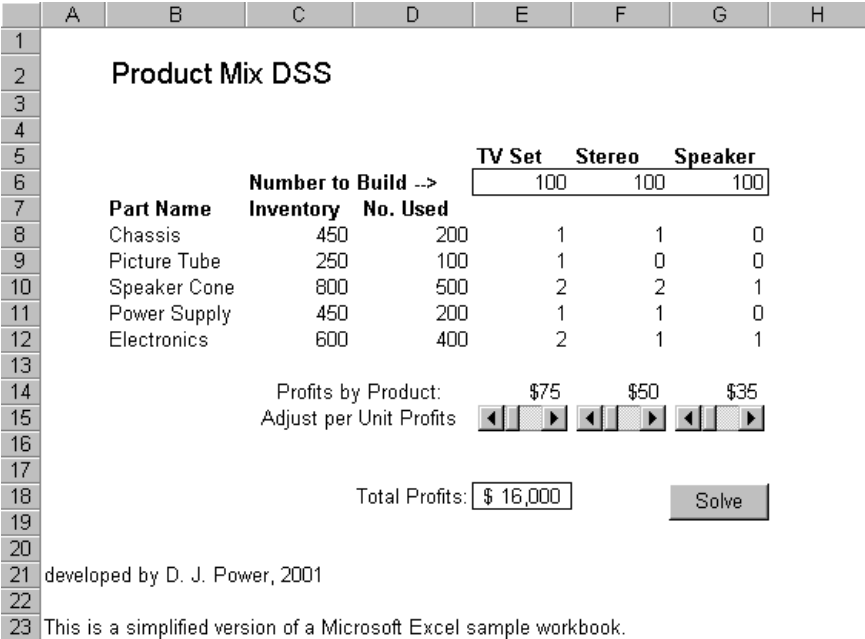 A B C D E F G H
1
2 Product Mix DSS
3
4
5 TV Set Stereo Speaker
6 Number to Build --> 100 100 100
7 Part Name Inventory No. Used
8 Chassis 450 200 1 1 0
9 Picture Tube 250 100 1 0 0
10 Speaker Cone 800 500 2 2 1
11 Power Supply 450 200 1 1 0
12 Electronics 600 400 2 1 1
13
14 Profits by Product: $75 $50 $35
15 Adjust per Unit Profits
16
17
18 Total Profits: $ 16,000 Solve
19
20
21 developed by D. J. Power, 2001
22
23 This is a simplified version of a Microsoft Excel sample workbook.